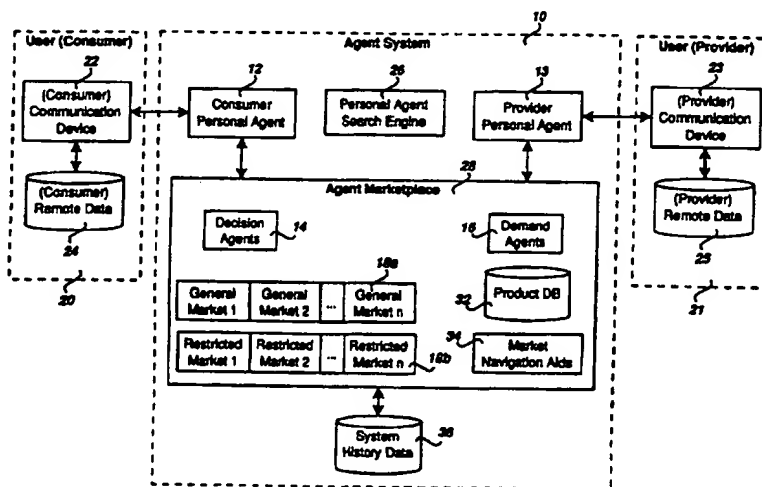 User (Consumer)
Agent System
10
User (Provider)
22
12
26
13
23
(Consumer)
Communication
Device
Consumer
Personal Agent
Personal Agent
Search Engine
Provider
Personal Agent
(Provider)
Communication
Device
28
Agent Marketplace
(Consumer)
Remote Data
24
Decision
Agents
14
16
Demand
Agents
(Provider)
Remote Data
25
18a
General
Market 1
General
Market 2
...
General
Market n
32
Product DB
20
21
34
Restricted
Market 1
Restricted
Market 2
...
Restricted
Market n
18b
Market
Navigation Aids
System
History Data
36